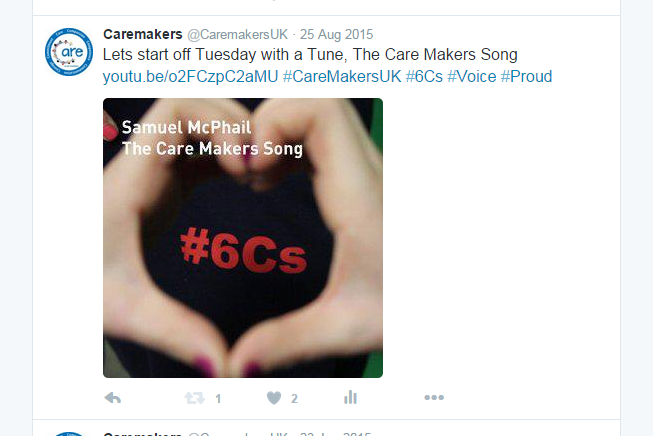 Caremakers @CaremakersUK · 25 Aug 2015
are
Lets start off Tuesday with a Tune, The Care Makers Song
youtu.be/o2FCzpC2aMU #CareMakersUK #6Cs #Voice #Proud
Samuel McPhail
The Care Makers Song
#6Cs
1
2